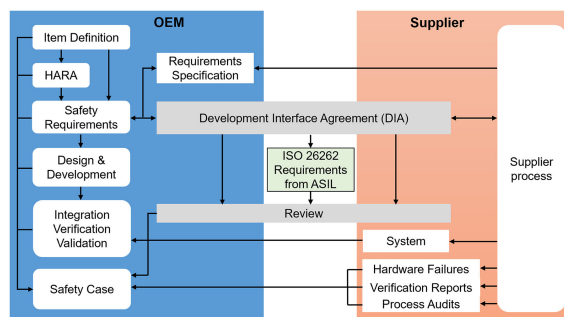 OEM
Supplier
Item Definition
HARA
Safety
Requirements
Design &
Development
Integration
Verification
Validation
Safety Case
Requirements
Specification
Development Interface Agreement (DIA)
ISO 26262
Requirements
from ASIL
Review
System
Hardware Failures
Verification Reports
Process Audits
Supplier
process